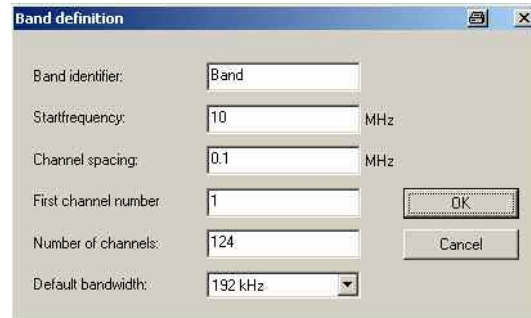 Band definition
Band identifier: Band
Startfrequency: 10 MHz
Channel spacing: 0.1 MHz
First channel number 1
OK
Number of channels: 124
Cancel
Default bandwidth: 192 kHz